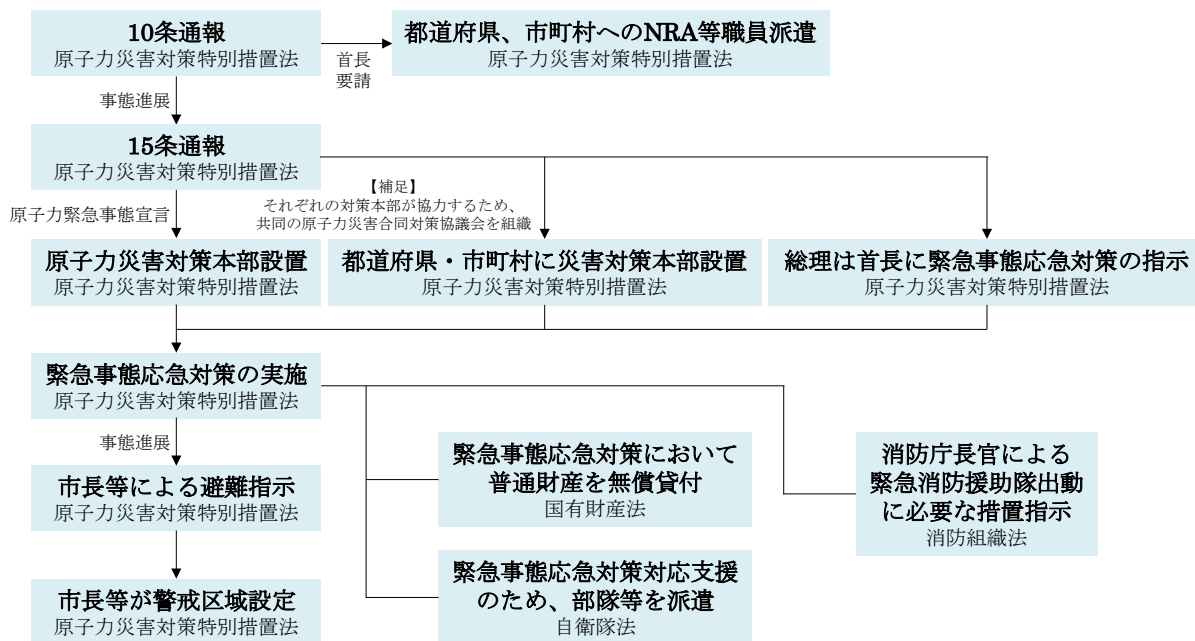 10条通報
原子力災害対策特別措置法
首長
要請
都道府県、市町村へのNRA等職員派遣
原子力災害対策特別措置法
事態進展
15条通報
原子力災害対策特別措置法
原子力緊急事態宣言
【補足】
それぞれの対策本部が協力するため、
共同の原子力災害合同対策協議会を組織
原子力災害対策本部設置
原子力災害対策特別措置法
都道府県・市町村に災害対策本部設置
原子力災害対策特別措置法
総理は首長に緊急事態応急対策の指示
原子力災害対策特別措置法
緊急事態応急対策の実施
原子力災害対策特別措置法
事態進展
市長等による避難指示
原子力災害対策特別措置法
市長等が警戒区域設定
原子力災害対策特別措置法
緊急事態応急対策において
普通財産を無償貸付
国有財産法
緊急事態応急対策対応支援
のため、部隊等を派遣
自衛隊法
消防庁長官による
緊急消防援助隊出動
に必要な措置指示
消防組織法